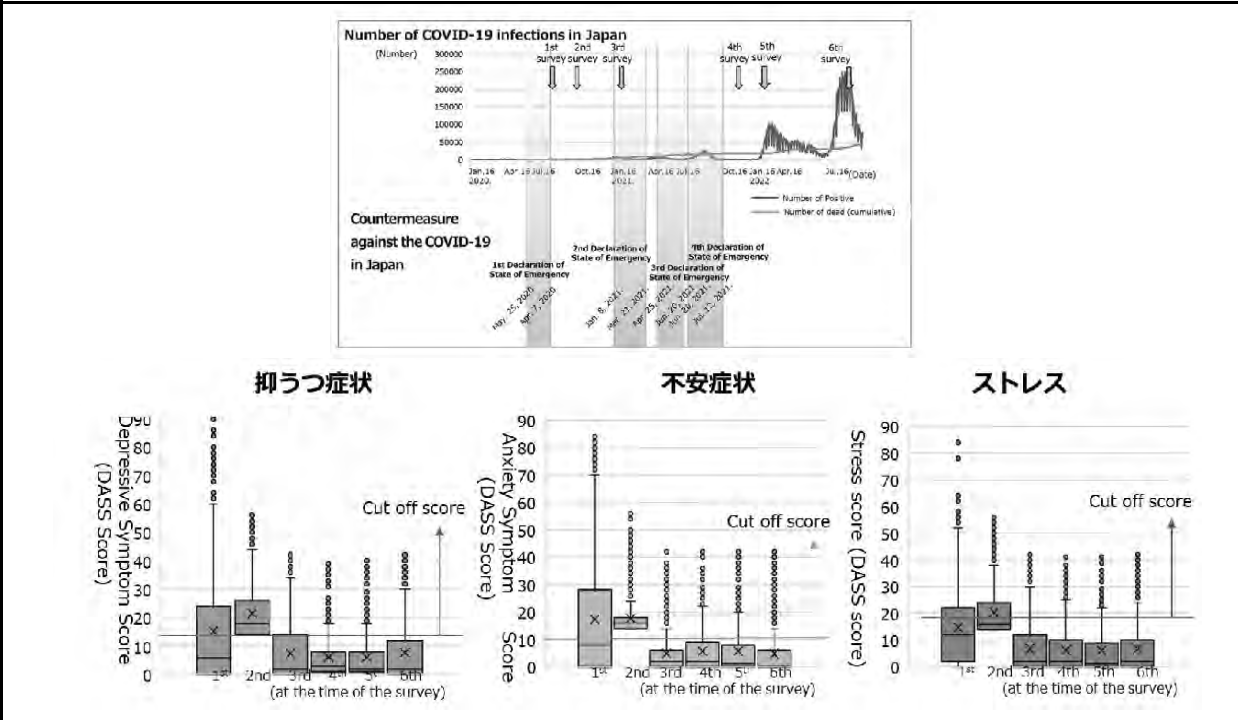 Number of COVID-19 infections in Japan
(Number)
1st survey
2nd survey
3rd survey
4th survey
5th survey
6th survey
300000
250000
200000
150000
100000
50000
0
Jan.16 2020.
Apr.16
Jul.16
Oct.16
Jan.16 2021.
Apr.16
Jul.16
Oct.16
Jan.16 2022
Apr.16
Jul.16
(Date)
Number of Positive
Number of dead (cumulative)
Countermeasure
against the COVID-19
in Japan
1st Declaration of
State of Emergency
2nd Declaration of
State of Emergency
3rd Declaration of
State of Emergency
4th Declaration of
State of Emergency
May. 25, 2020
Apr. 7, 2020
Jan. 8, 2021.
Apr. 25, 2021.
Jun. 20, 2021
抑うつ症状
Depressive Symptom Score
(DASS Score)
90
80
70
60
50
40
30
20
10
0
Cut off score
1st
2nd
3rd
4th
5th
6th
(at the time of the survey)
不安症状
Anxiety Symptom Score
(DASS Score)
90
80
70
60
50
40
30
20
10
0
Cut off score
1st
2nd
3rd
4th
5th
6th
(at the time of the survey)
ストレス
Stress score (DASS score)
90
80
70
60
50
40
30
20
10
0
Cut off score
1st
2nd
3rd
4th
5th
6th
(at the time of the survey)